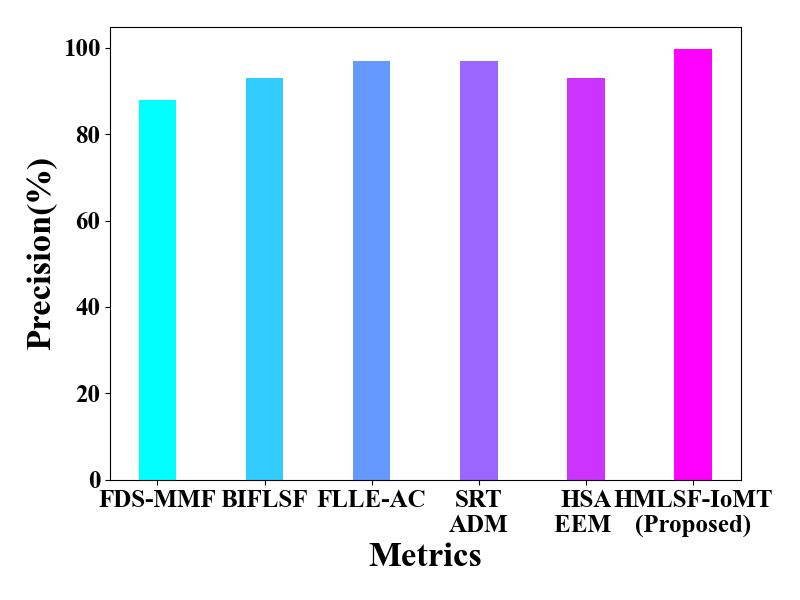 100
80
60
40
20
0
Precision(%)
FDS-MMF BIFLSF FLLE-AC SRT HSA HMLSF-IoMT
ADM EEM (Proposed)
Metrics